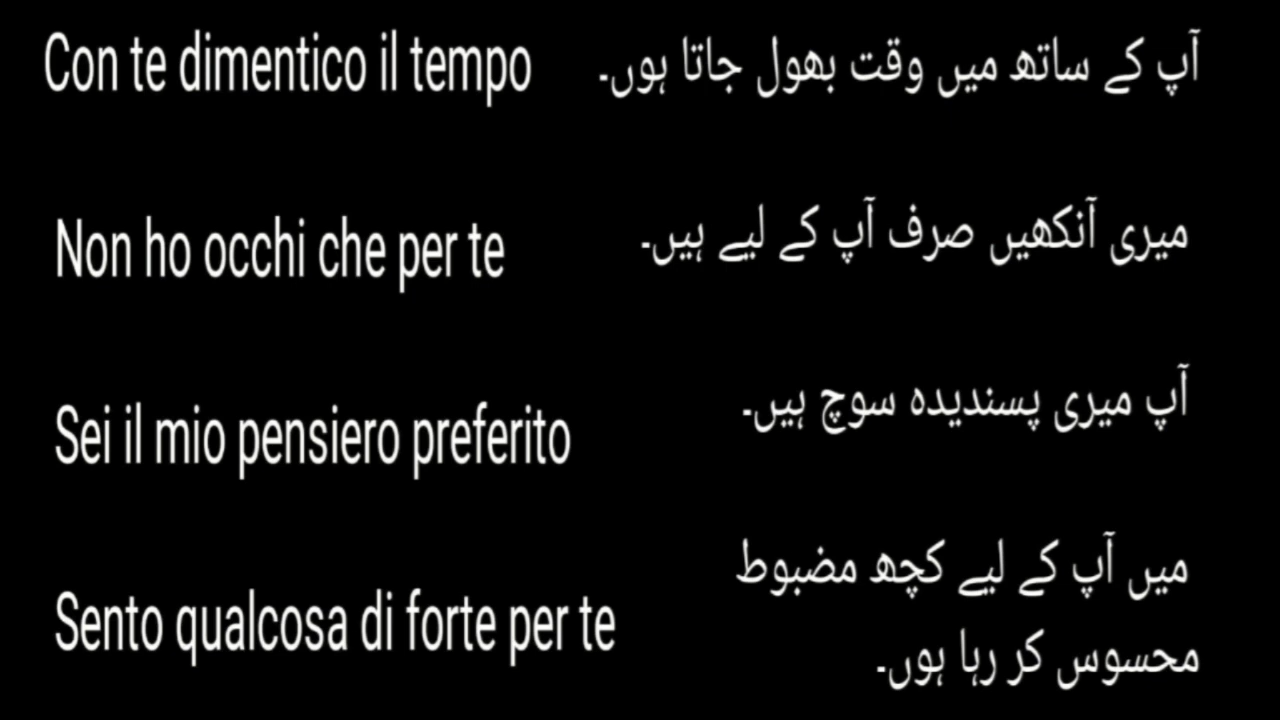 Con te dimentico il tempo
آپ کے ساتھ میں وقت بھول جاتا ہوں۔
Non ho occhi che per te
میری آنکھیں صرف آپ کے لیے ہیں۔
Sei il mio pensiero preferito
آپ میری پسندیدہ سوچ ہیں۔
Sento qualcosa di forte per te
میں آپ کے لیے کچھ مضبوط
محسوس کر رہا ہوں۔